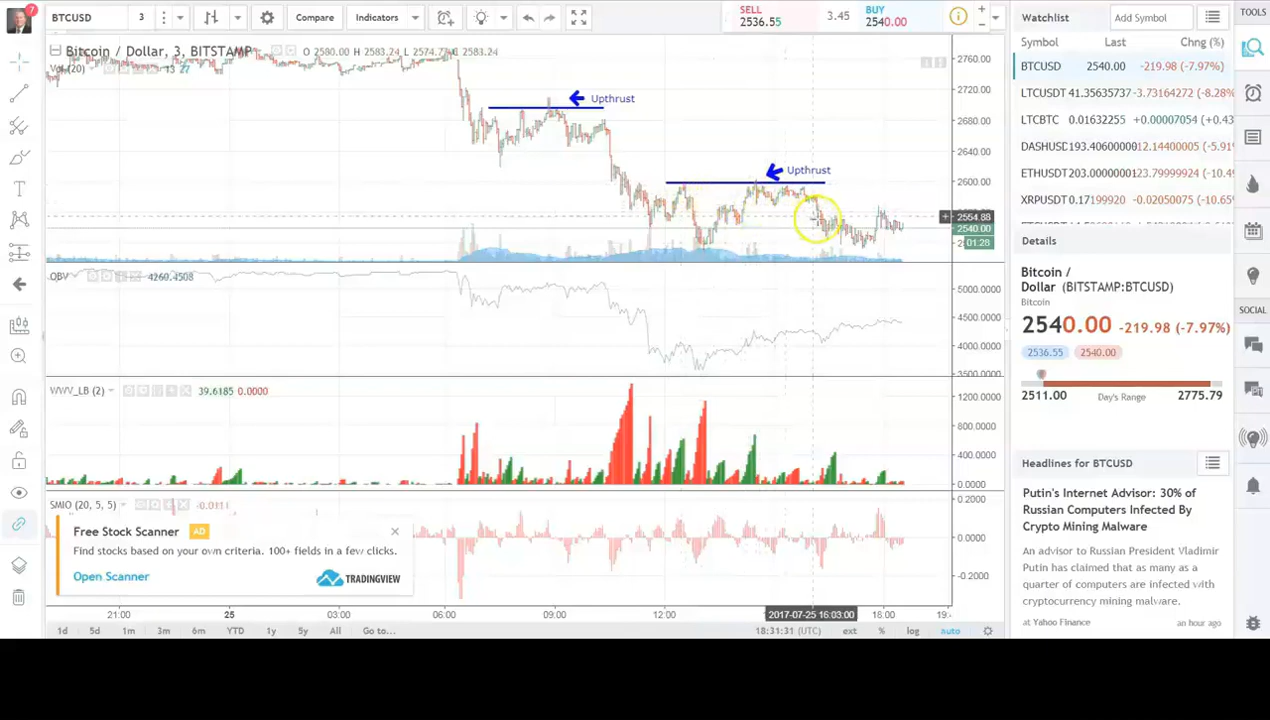 7 BTCUSD 3 Compare Indicators SELL 2536.55 3.45 BUY 2540.00
Bitcoin / Dollar, 3, BITSTAMP O 2580.00 H 2583.24 L 2574.77 C 2583.24
Vol (20) 13 27
Upthrust
Upthrust
2760.00
2720.00
2680.00
2640.00
2600.00
2554.88
2540.00
01:28
OBV 4260.4508
5000.0000
4500.0000
4000.0000
3500.0000
WVV_LB (2) 39.6185 0.0000
1200.0000
800.0000
400.0000
0.0000
SMIO (20, 5, 5) -0.0111
0.2000
0.0000
-0.2000
Free Stock Scanner AD
Find stocks based on your own criteria. 100+ fields in a few clicks.
Open Scanner TRADINGVIEW
21:00 25 03:00 06:00 09:00 12:00 2017-07-25 16:03:00 18:00 19:
1d 5d 1m 3m 6m YTD 1y 5y All Go to... 18:31:31 (UTC) ext % log auto
Watchlist Add Symbol
Symbol Last Chng (%)
BTCUSD 2540.00 -219.98 (-7.97%)
LTCUSDT 41.35635737 -3.73164272 (-8.28%
LTCBTC 0.01632255 +0.00007054 (+0.43
DASHUSD 193.40600000 12.14400005 (-5.91
ETHUSDT 203.00000000 23.79999924 (-10.49
XRPUSDT 0.17199920 -0.02050075 (-10.65
Details
Bitcoin /
Dollar (BITSTAMP:BTCUSD)
Bitcoin
2540.00 -219.98 (-7.97%)
2536.55 2540.00
2511.00 Day's Range 2775.79
Headlines for BTCUSD
Putin's Internet Advisor: 30% of
Russian Computers Infected By
Crypto Mining Malware
An advisor to Russian President Vladimir
Putin has claimed that as many as a
quarter of computers are infected with
cryptocurrency mining malware.
at Yahoo Finance an hour ago
TOOLS
SOCIAL